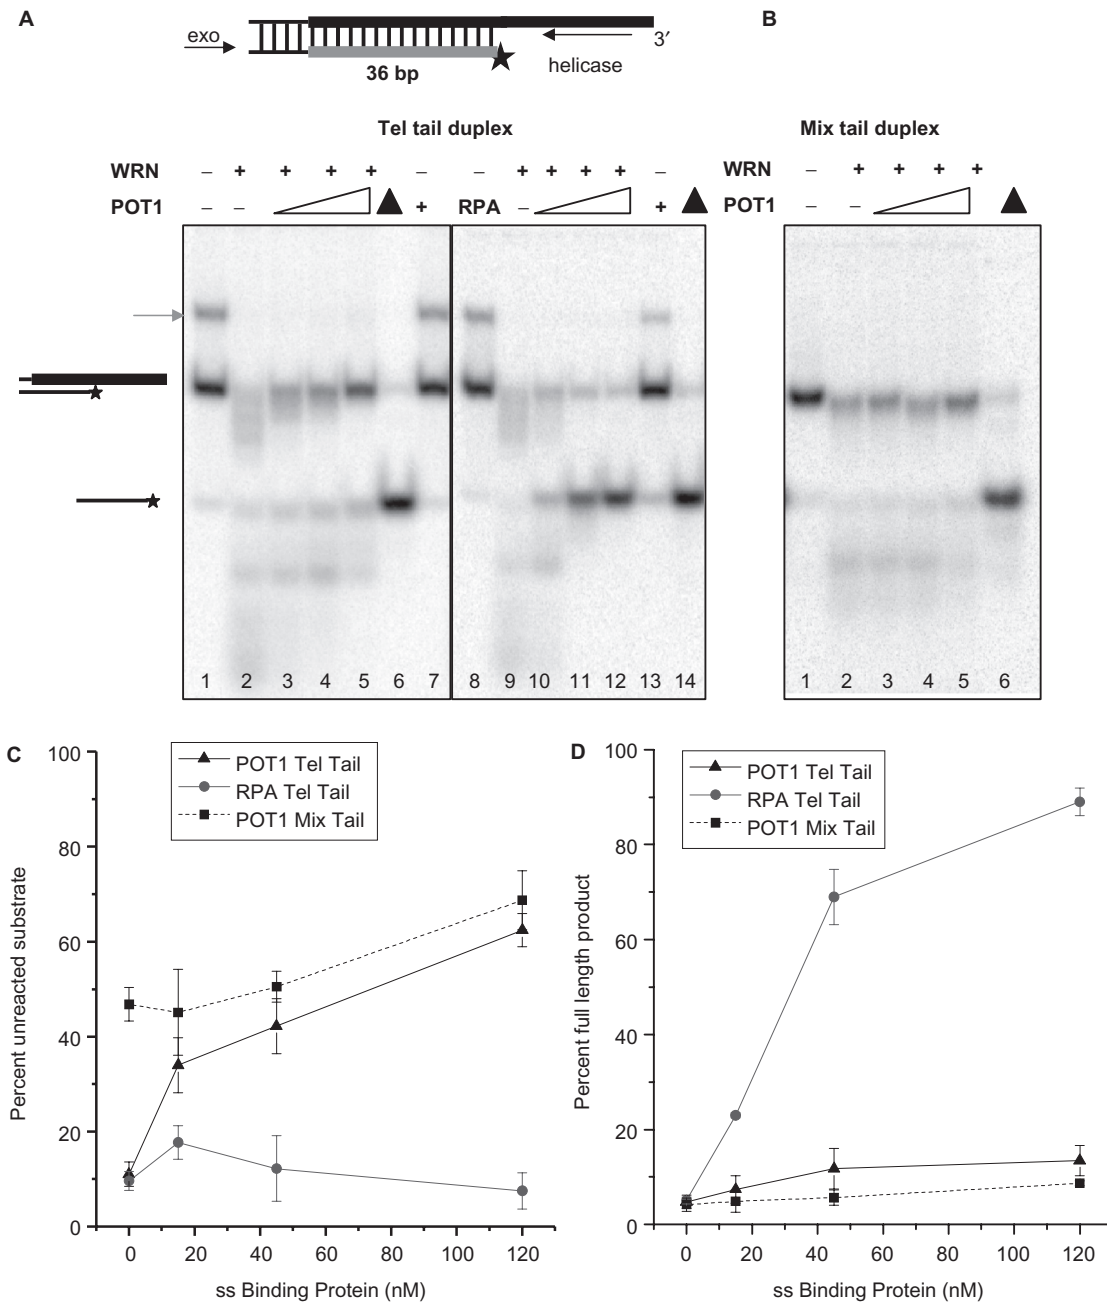 A
B
exo
3′
36 bp
helicase
Tel tail duplex
Mix tail duplex
WRN – + + + + – – + + + + –
POT1 – – + RPA – +
WRN – + + + +
POT1 – –
1 2 3 4 5 6 7 8 9 10 11 12 13 14
1 2 3 4 5 6
C
POT1 Tel Tail
RPA Tel Tail
POT1 Mix Tail
Percent unreacted substrate
100
80
60
40
20
0
0 20 40 60 80 100 120
ss Binding Protein (nM)
D
POT1 Tel Tail
RPA Tel Tail
POT1 Mix Tail
Percent full length product
100
80
60
40
20
0
0 20 40 60 80 100 120
ss Binding Protein (nM)